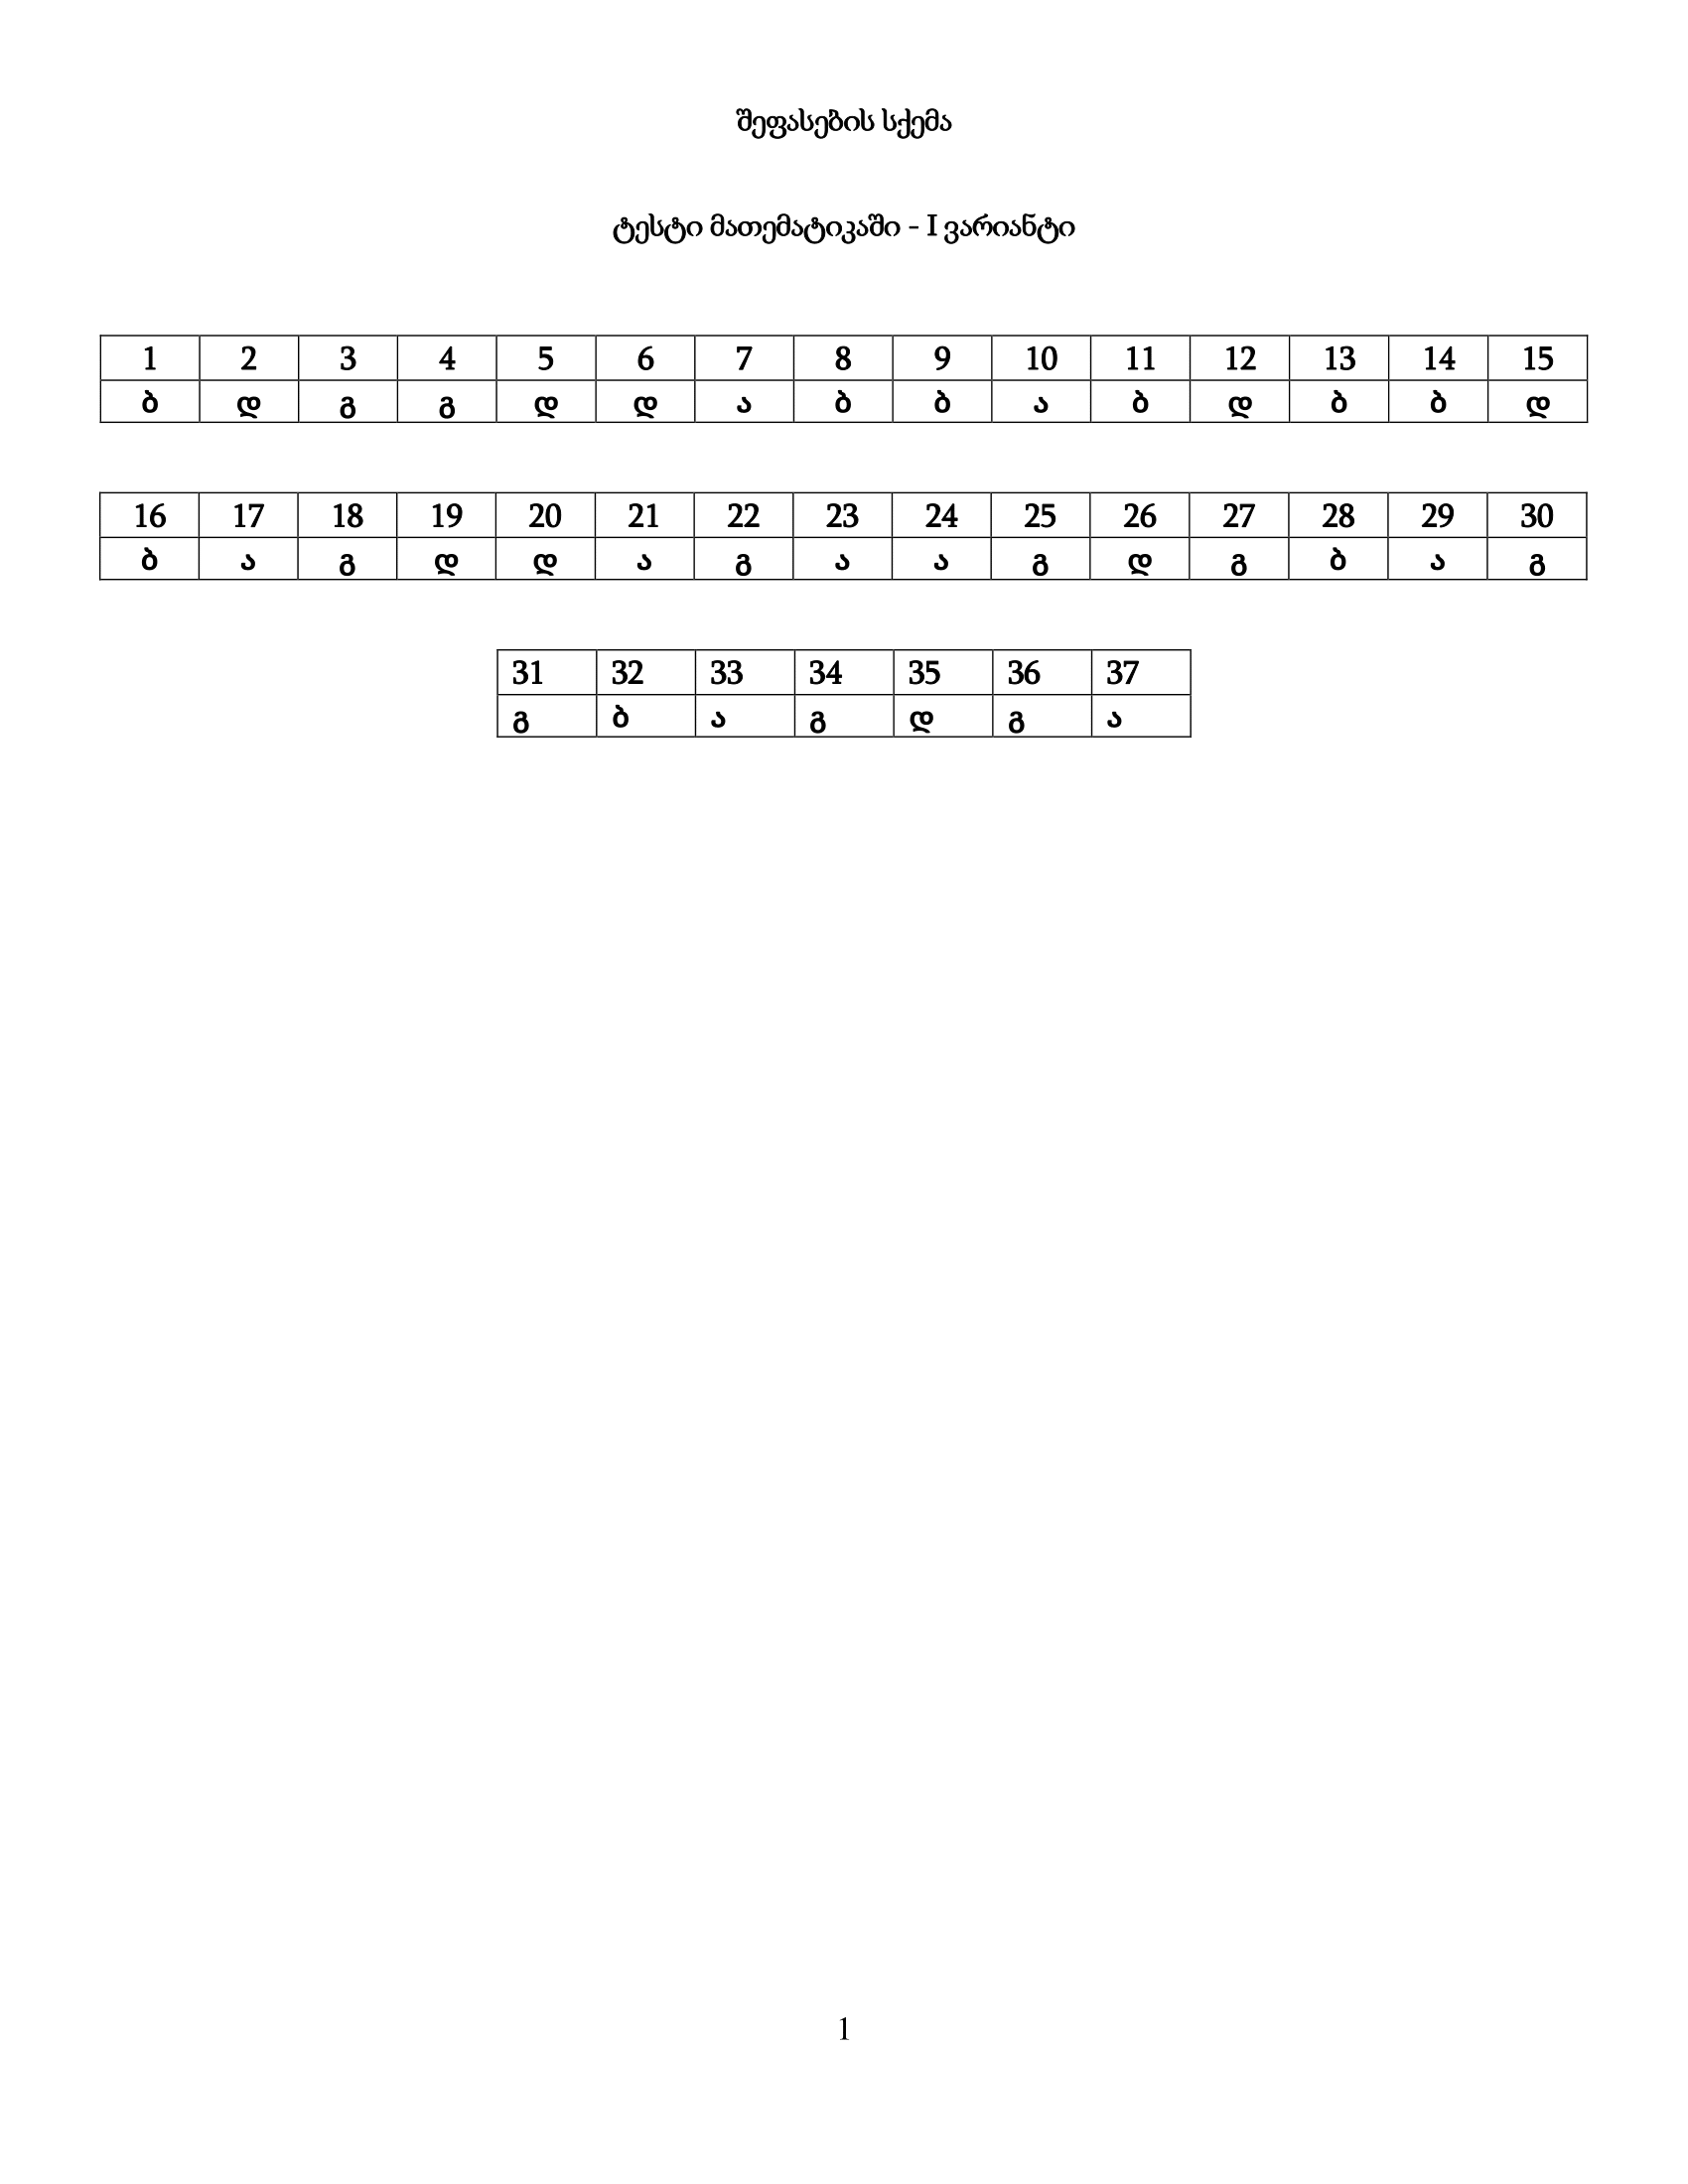 შეფასების სქემა
ტესტი მათემატიკაში - I ვარიანტი
1 2 3 4 5 6 7 8 9 10 11 12 13 14 15
ბ დ გ გ დ დ ა ბ ბ ა ბ დ ბ ბ დ
16 17 18 19 20 21 22 23 24 25 26 27 28 29 30
ბ ა გ დ დ ა გ ა ა გ დ გ ბ ა გ
31 32 33 34 35 36 37
გ ბ ა გ დ გ ა
1